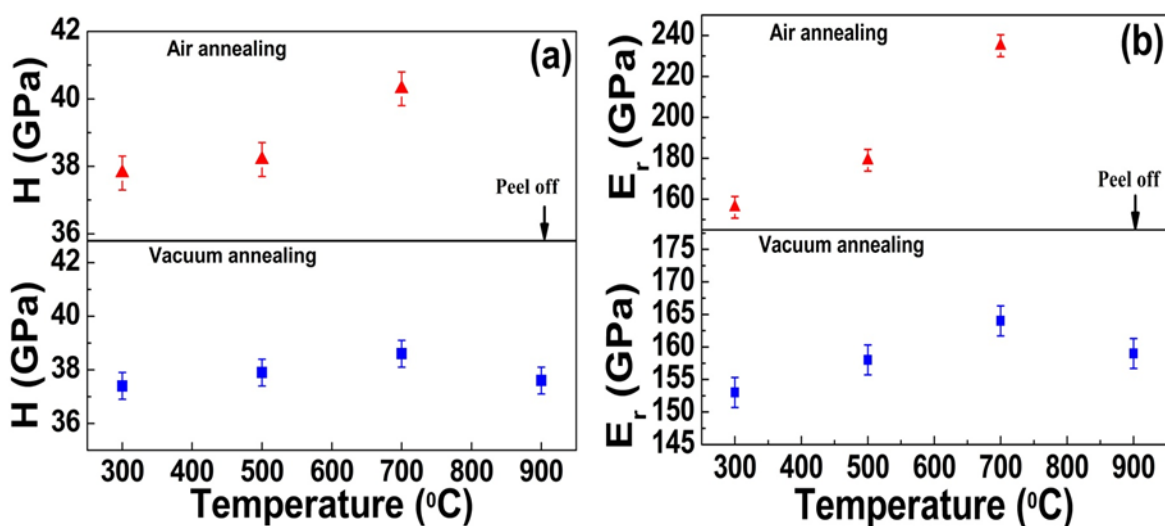 42
40
38
36
H (GPa)
Air annealing
(a)
Peel off
42
40
38
36
H (GPa)
Vacuum annealing
300 400 500 600 700 800 900
Temperature (⁰C)
240
220
200
180
160
E_r (GPa)
Air annealing
(b)
Peel off
175
170
165
160
155
150
145
E_r (GPa)
Vacuum annealing
300 400 500 600 700 800 900
Temperature (⁰C)